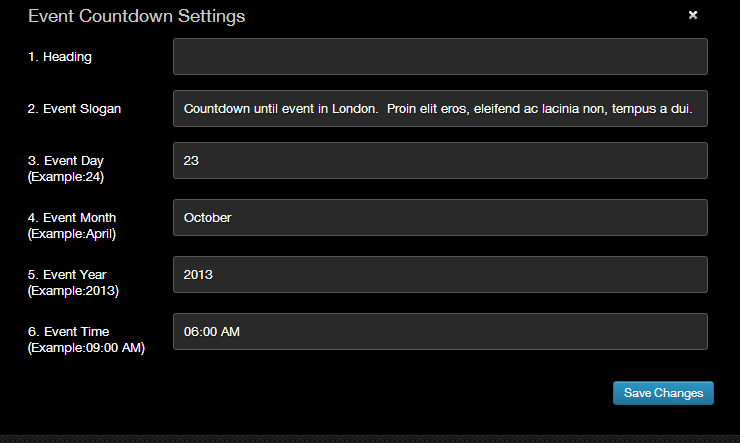 Event Countdown Settings
1. Heading
2. Event Slogan
Countdown until event in London.  Proin elit eros, eleifend ac lacinia non, tempus a dui.
3. Event Day
(Example:24)
23
4. Event Month
(Example:April)
October
5. Event Year
(Example:2013)
2013
6. Event Time
(Example:09:00 AM)
06:00 AM
Save Changes